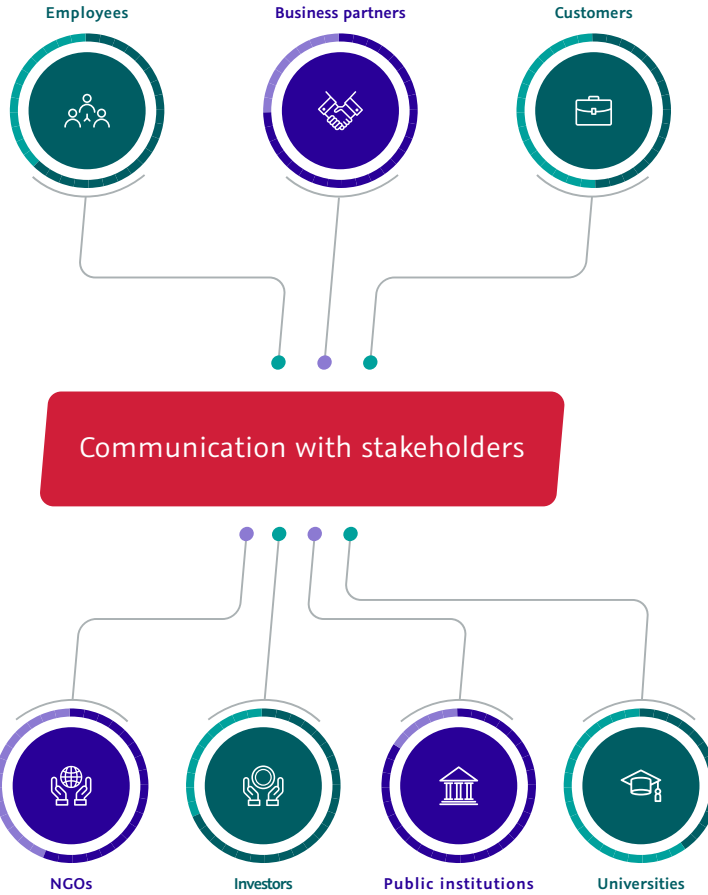 Employees
Business partners
Customers
Communication with stakeholders
NGOs
Investors
Public institutions
Universities